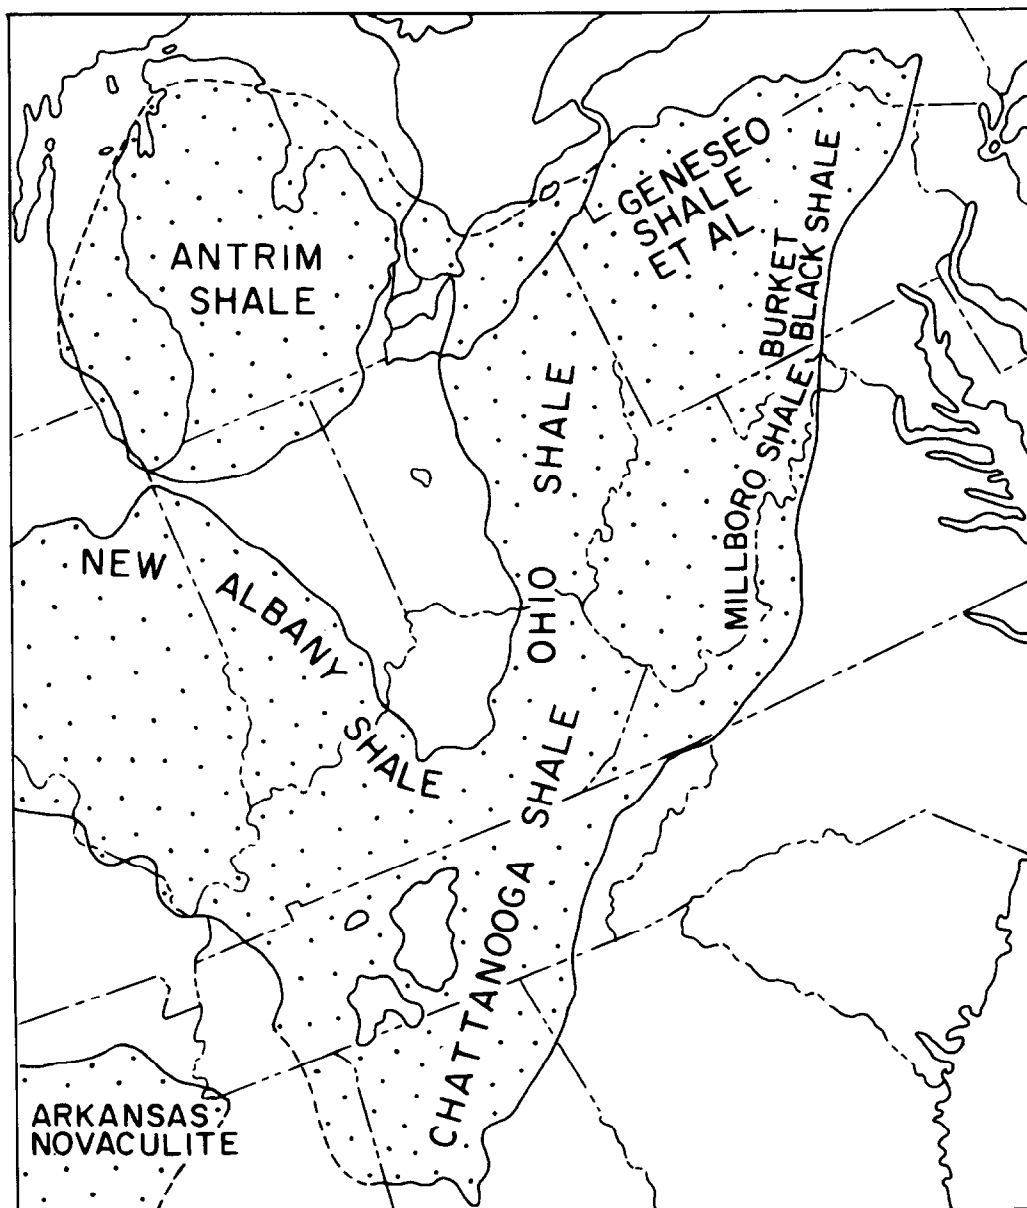 GENESEO
SHALE
ET AL
ANTRIM
SHALE
BURKET
BLACK SHALE
MILLBORO SHALE
OHIO SHALE
NEW ALBANY SHALE
CHATTANOOGA SHALE
ARKANSAS
NOVACULITE